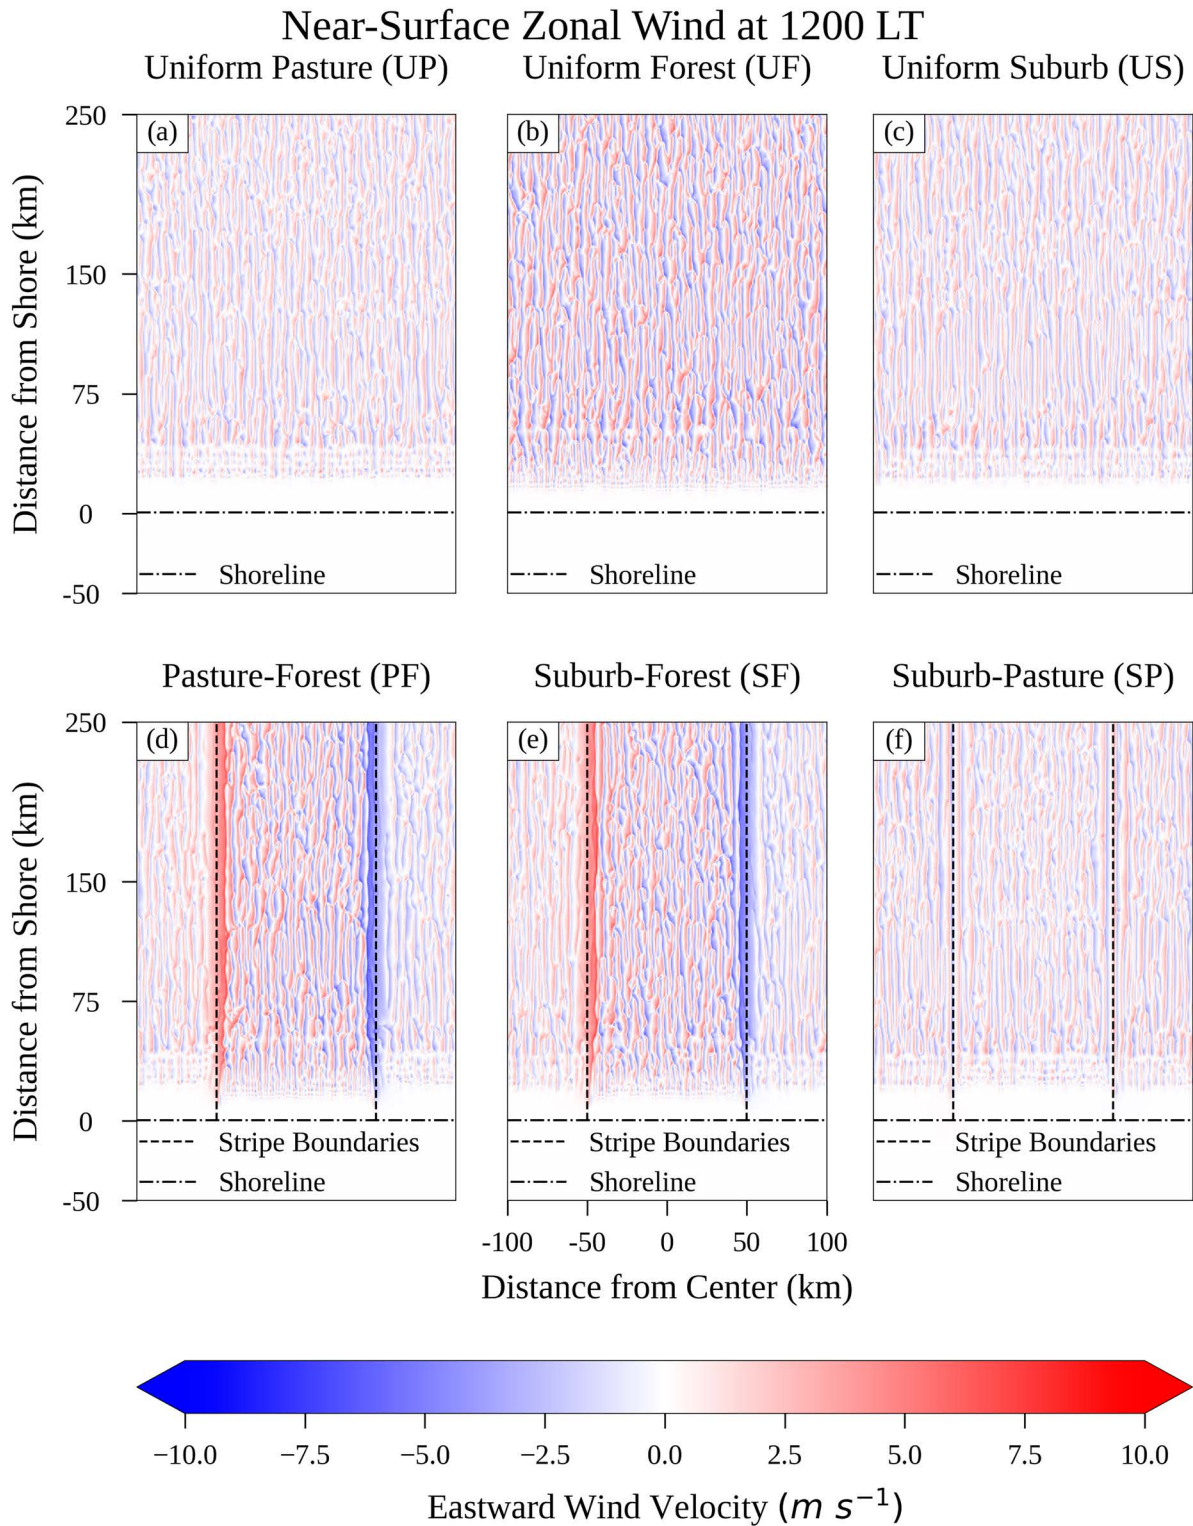 Near-Surface Zonal Wind at 1200 LT
Uniform Pasture (UP)
Uniform Forest (UF)
Uniform Suburb (US)
(a)
(b)
(c)
250
150
75
0
-50
Distance from Shore (km)
Shoreline
Shoreline
Shoreline
Pasture-Forest (PF)
Suburb-Forest (SF)
Suburb-Pasture (SP)
(d)
(e)
(f)
250
150
75
0
-50
Distance from Shore (km)
Stripe Boundaries
Shoreline
Stripe Boundaries
Shoreline
Stripe Boundaries
Shoreline
-100 -50 0 50 100
Distance from Center (km)
−10.0 −7.5 −5.0 −2.5 0.0 2.5 5.0 7.5 10.0
Eastward Wind Velocity (m s⁻¹)